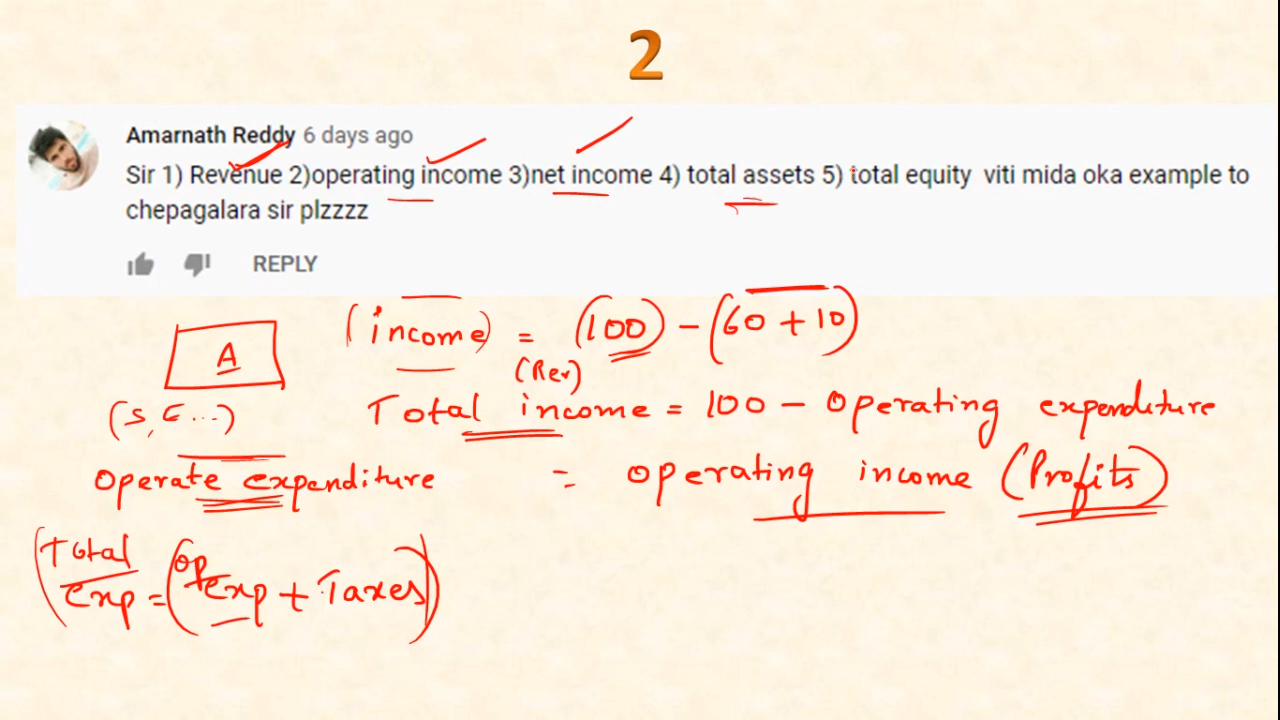 2
Amarnath Reddy 6 days ago
Sir 1) Revenue 2)operating income 3)net income 4) total assets 5) total equity viti mida oka example to
chepagalara sir plzzzz
REPLY
(income) = (100) - (60 + 10)
A
(Rev)
(S, E ...)
Total income = 100 - operating expenditure
operate expenditure
= operating income (Profits)
(Total exp = (op exp + Taxes))